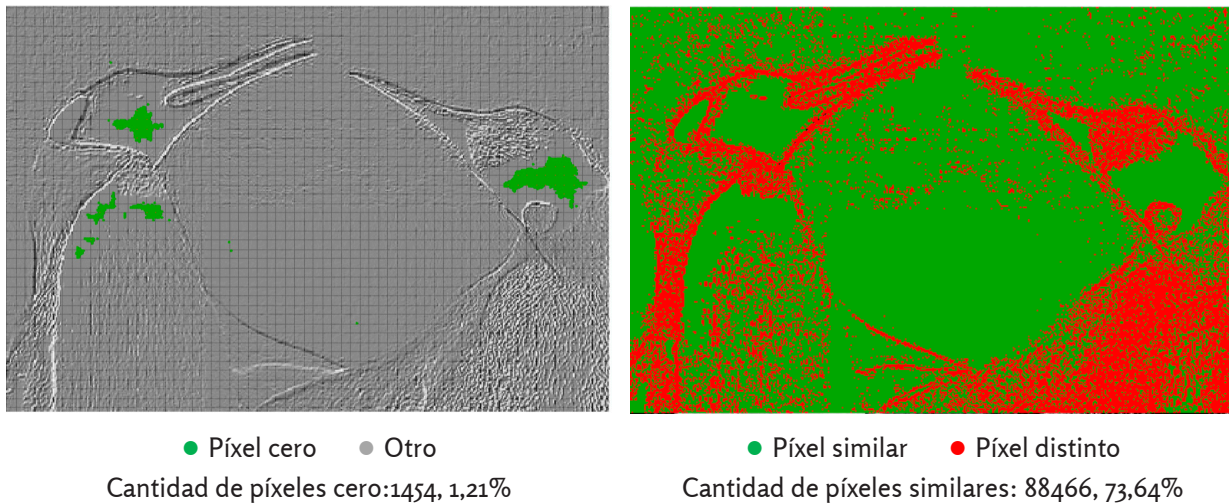 Píxel cero Otro
Cantidad de píxeles cero:1454, 1,21%
Píxel similar Píxel distinto
Cantidad de píxeles similares: 88466, 73,64%